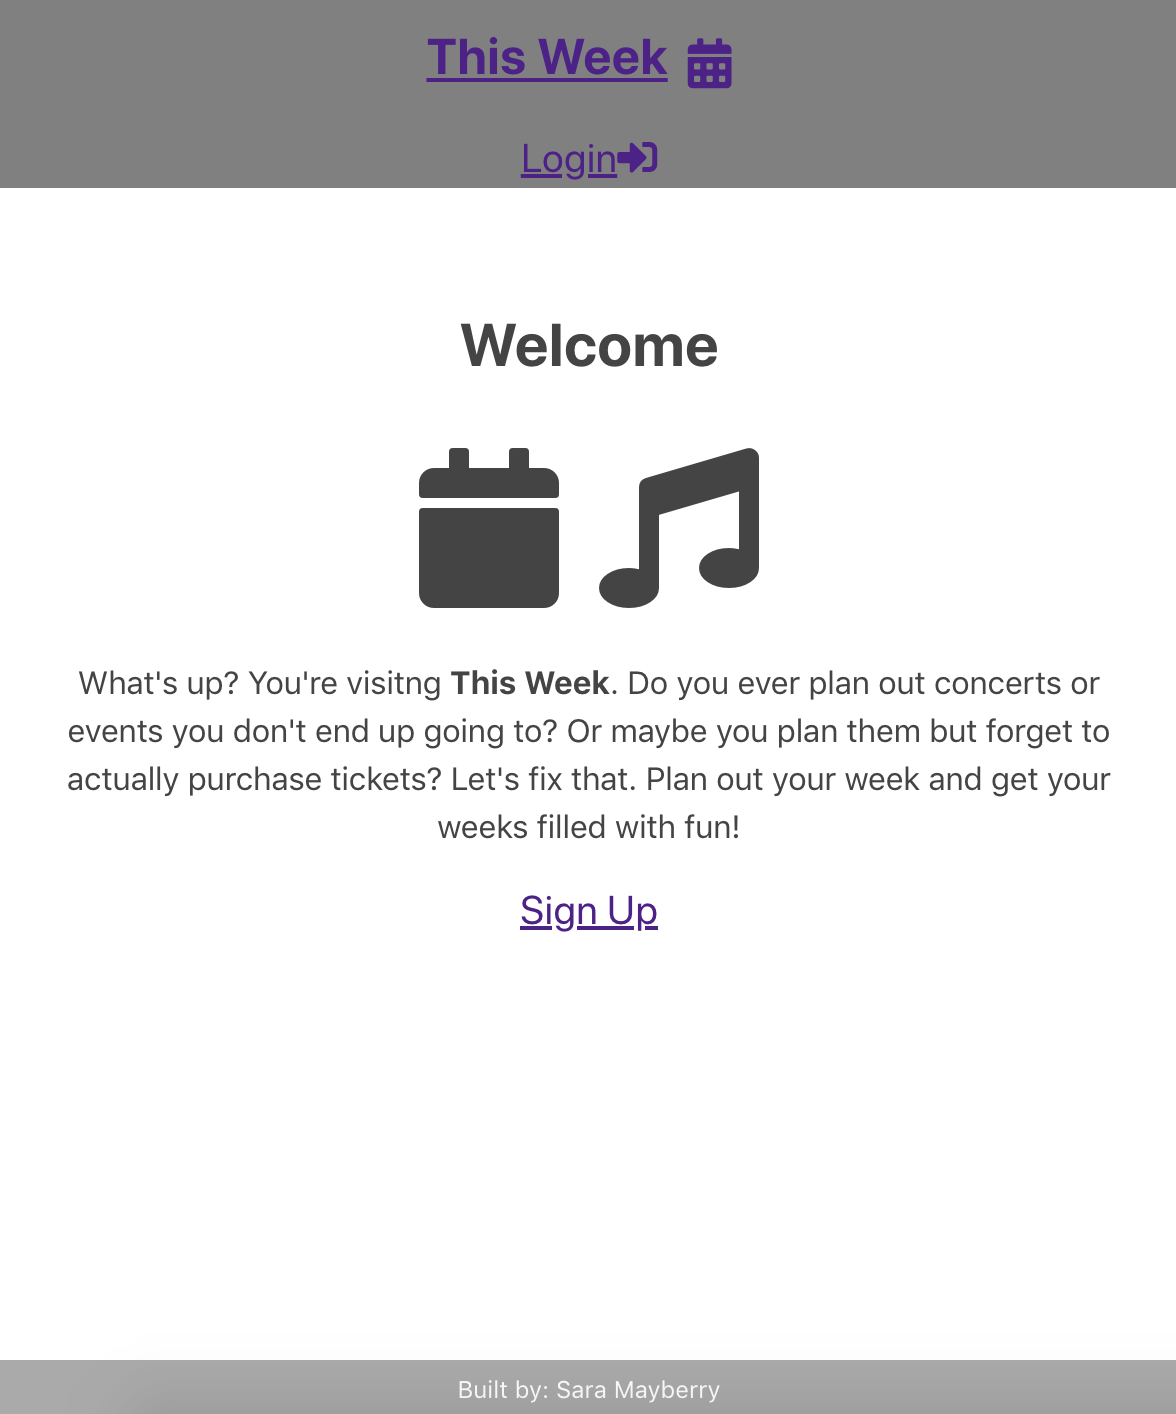 This Week
Login
Welcome
What's up? You're visitng This Week. Do you ever plan out concerts or
events you don't end up going to? Or maybe you plan them but forget to
actually purchase tickets? Let's fix that. Plan out your week and get your
weeks filled with fun!
Sign Up
Built by: Sara Mayberry